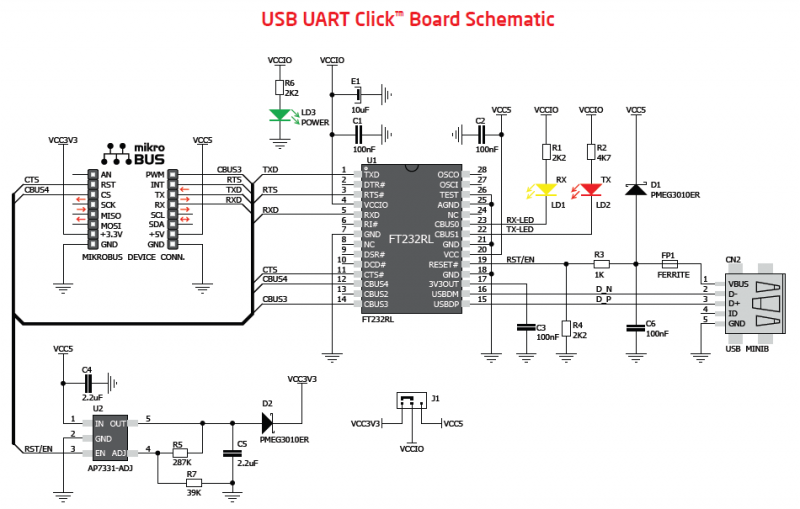 USB UART Click™ Board Schematic
VCCIO
R6
2K2
LD3
POWER
VCCIO
E1
10uF
C1
100nF
C2
100nF
VCC5
VCCIO
R1
2K2
RX
LD1
VCCIO
R2
4K7
TX
LD2
VCC5
D1
PMEG3010ER
VCC3V3
mikro
BUS
VCC5
AN PWM
RST INT
CS TX
SCK RX
MISO SCL
MOSI SDA
+3.3V +5V
GND GND
MIKROBUS DEVICE CONN.
CTS
CBUS4
CBUS3
RTS
TXD
RXD
TXD
RTS
RXD
CTS
CBUS4
CBUS3
U1
1 TXD OSCO 28
2 DTR# OSCI 27
3 RTS# TEST 26
4 VCCIO AGND 25
5 RXD NC 24
6 RI# CBUS0 23
7 GND CBUS1 22
8 NC GND 21
9 DSR# VCC 20
10 DCD# RESET# 19
11 CTS# GND 18
12 CBUS4 3V3OUT 17
13 CBUS2 USBDM 16
14 CBUS3 USBDP 15
FT232RL
FT232RL
RX-LED
TX-LED
RST/EN
R3
1K
FP1
FERRITE
D_N
D_P
C3
100nF
R4
2K2
C6
100nF
CN2
1 VBUS
2 D-
3 D+
4 ID
5 GND
USB MINIB
VCC5
C4
2.2uF
U2
1 IN OUT 5
2 GND
3 EN ADJ 4
AP7331-ADJ
RST/EN
R5
287K
R7
39K
C5
2.2uF
D2
PMEG3010ER
VCC3V3
J1
VCC3V3
VCC5
VCCIO